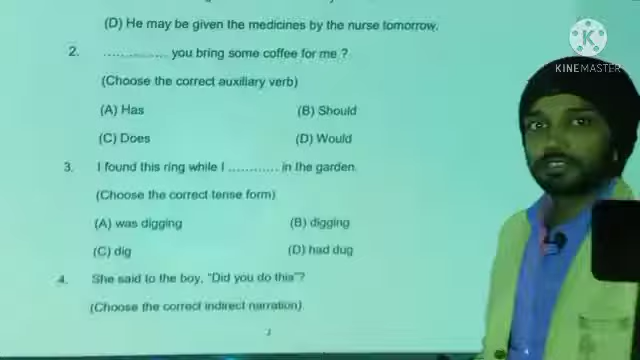 KINEMASTER
(D) He may be given the medicines by the nurse tomorrow.
2. ................ you bring some coffee for me ?
(Choose the correct auxiliary verb)
(A) Has (B) Should
(C) Does (D) Would
3. I found this ring while I ............ in the garden.
(Choose the correct tense form)
(A) was digging (B) digging
(C) dig (D) had dug
4. She said to the boy, "Did you do this"?
(Choose the correct indirect narration)